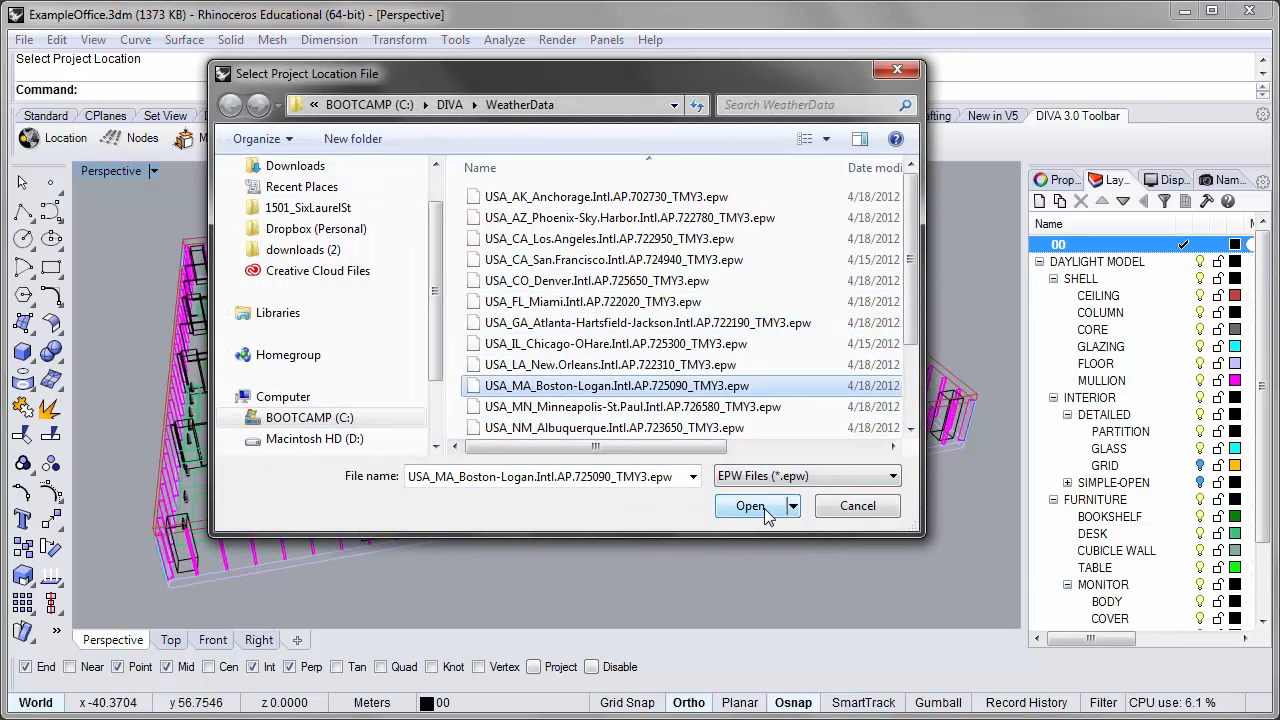 ExampleOffice.3dm (1373 KB) - Rhinoceros Educational (64-bit) - [Perspective]
File Edit View Curve Surface Solid Mesh Dimension Transform Tools Analyze Render Panels Help
Select Project Location
Command:
Standard CPlanes Set View D
afting New in V5 DIVA 3.0 Toolbar
Location Nodes M
Perspective
Select Project Location File
« BOOTCAMP (C:) DIVA WeatherData
Search WeatherData
Organize New folder
Downloads
Recent Places
1501_SixLaurelSt
Dropbox (Personal)
downloads (2)
Creative Cloud Files
Libraries
Homegroup
Computer
BOOTCAMP (C:)
Macintosh HD (D:)
Name Date modi
USA_AK_Anchorage.Intl.AP.702730_TMY3.epw 4/18/2012
USA_AZ_Phoenix-Sky.Harbor.Intl.AP.722780_TMY3.epw 4/18/2012
USA_CA_Los.Angeles.Intl.AP.722950_TMY3.epw 4/18/2012
USA_CA_San.Francisco.Intl.AP.724940_TMY3.epw 4/15/2012
USA_CO_Denver.Intl.AP.725650_TMY3.epw 4/18/2012
USA_FL_Miami.Intl.AP.722020_TMY3.epw 4/18/2012
USA_GA_Atlanta-Hartsfield-Jackson.Intl.AP.722190_TMY3.epw 4/18/2012
USA_IL_Chicago-OHare.Intl.AP.725300_TMY3.epw 4/15/2012
USA_LA_New.Orleans.Intl.AP.722310_TMY3.epw 4/18/2012
USA_MA_Boston-Logan.Intl.AP.725090_TMY3.epw 4/18/2012
USA_MN_Minneapolis-St.Paul.Intl.AP.726580_TMY3.epw 4/18/2012
USA_NM_Albuquerque.Intl.AP.723650_TMY3.epw 4/18/2012
File name: USA_MA_Boston-Logan.Intl.AP.725090_TMY3.epw EPW Files (*.epw)
Open Cancel
Prop... Lay... Disp... Nam...
Name M
00
DAYLIGHT MODEL
SHELL
CEILING
COLUMN
CORE
GLAZING
FLOOR
MULLION
INTERIOR
DETAILED
PARTITION
GLASS
GRID
SIMPLE-OPEN
FURNITURE
BOOKSHELF
DESK
CUBICLE WALL
TABLE
MONITOR
BODY
COVER
Perspective Top Front Right
End Near Point Mid Cen Int Perp Tan Quad Knot Vertex Project Disable
World x -40.3704 y 56.7546 z 0.0000 Meters 00 Grid Snap Ortho Planar Osnap SmartTrack Gumball Record History Filter CPU use: 6.1 %